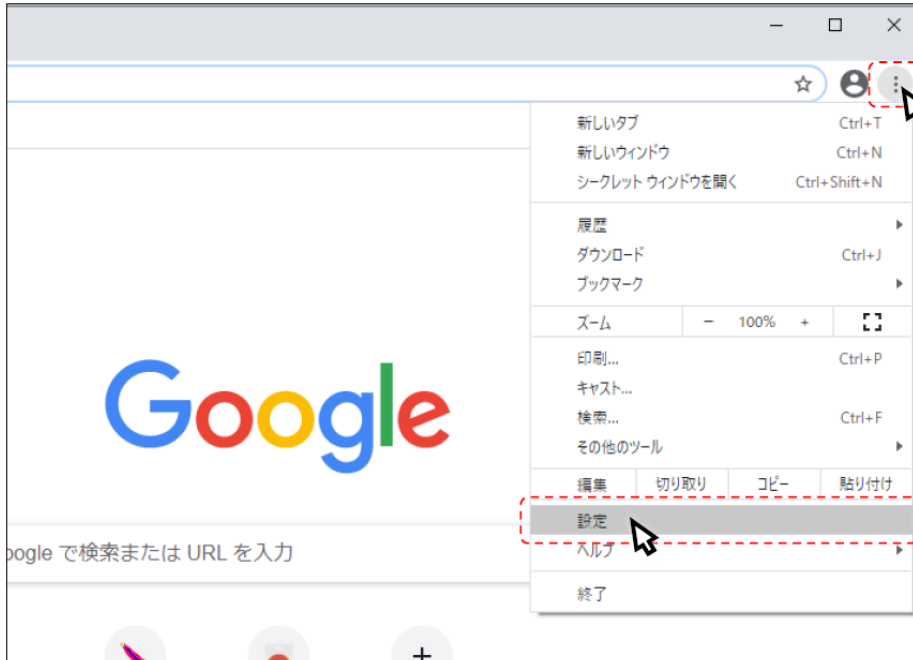 新しいタブ Ctrl+T
新しいウィンドウ Ctrl+N
シークレット ウィンドウを開く Ctrl+Shift+N
履歴
ダウンロード Ctrl+J
ブックマーク
ズーム － 100% +
印刷... Ctrl+P
キャスト...
検索... Ctrl+F
その他のツール
編集 切り取り コピー 貼り付け
設定
ヘルプ
終了
Google
oogle で検索または URL を入力